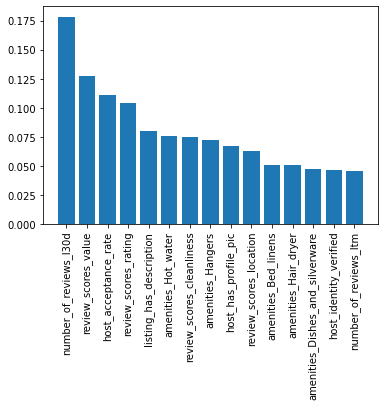 0.175
0.150
0.125
0.100
0.075
0.050
0.025
0.000
number_of_reviews_l30d
review_scores_value
host_acceptance_rate
review_scores_rating
listing_has_description
amenities_Hot_water
review_scores_cleanliness
amenities_Hangers
host_has_profile_pic
review_scores_location
amenities_Bed_linens
amenities_Hair_dryer
amenities_Dishes_and_silverware
host_identity_verified
number_of_reviews_ltm